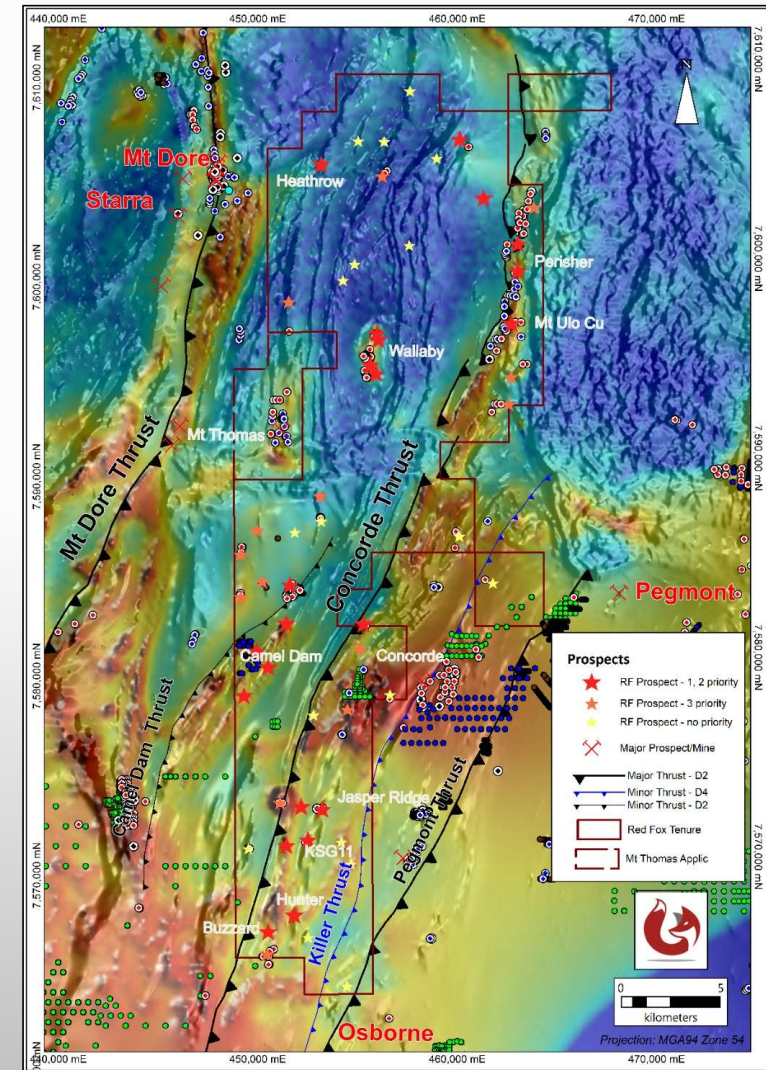 440,000 mE
450,000 mE
460,000 mE
470,000 mE
7,610,000 mN
7,610,000 mN
N
Mt Dore
Starra
Heathrow
7,600,000 mN
7,600,000 mN
Perisher
Mt Ulo Cu
Wallaby
Mt Thomas
Mt Dore Thrust
Concorde Thrust
7,590,000 mN
7,590,000 mN
Pegmont
Camel Dam
Concorde
7,580,000 mN
7,580,000 mN
Camel Dam Thrust
Jasper Ridge
Pegmont Thrust
KSG11
7,570,000 mN
7,570,000 mN
Hunter
Buzzard
Killer Thrust
Osborne
Prospects
RF Prospect - 1, 2 priority
RF Prospect - 3 priority
RF Prospect - no priority
Major Prospect/Mine
Major Thrust - D2
Minor Thrust - D4
Minor Thrust - D2
Red Fox Tenure
Mt Thomas Applic
0
5
kilometers
Projection: MGA94 Zone 54
450,000 mE
460,000 mE
470,000 mE